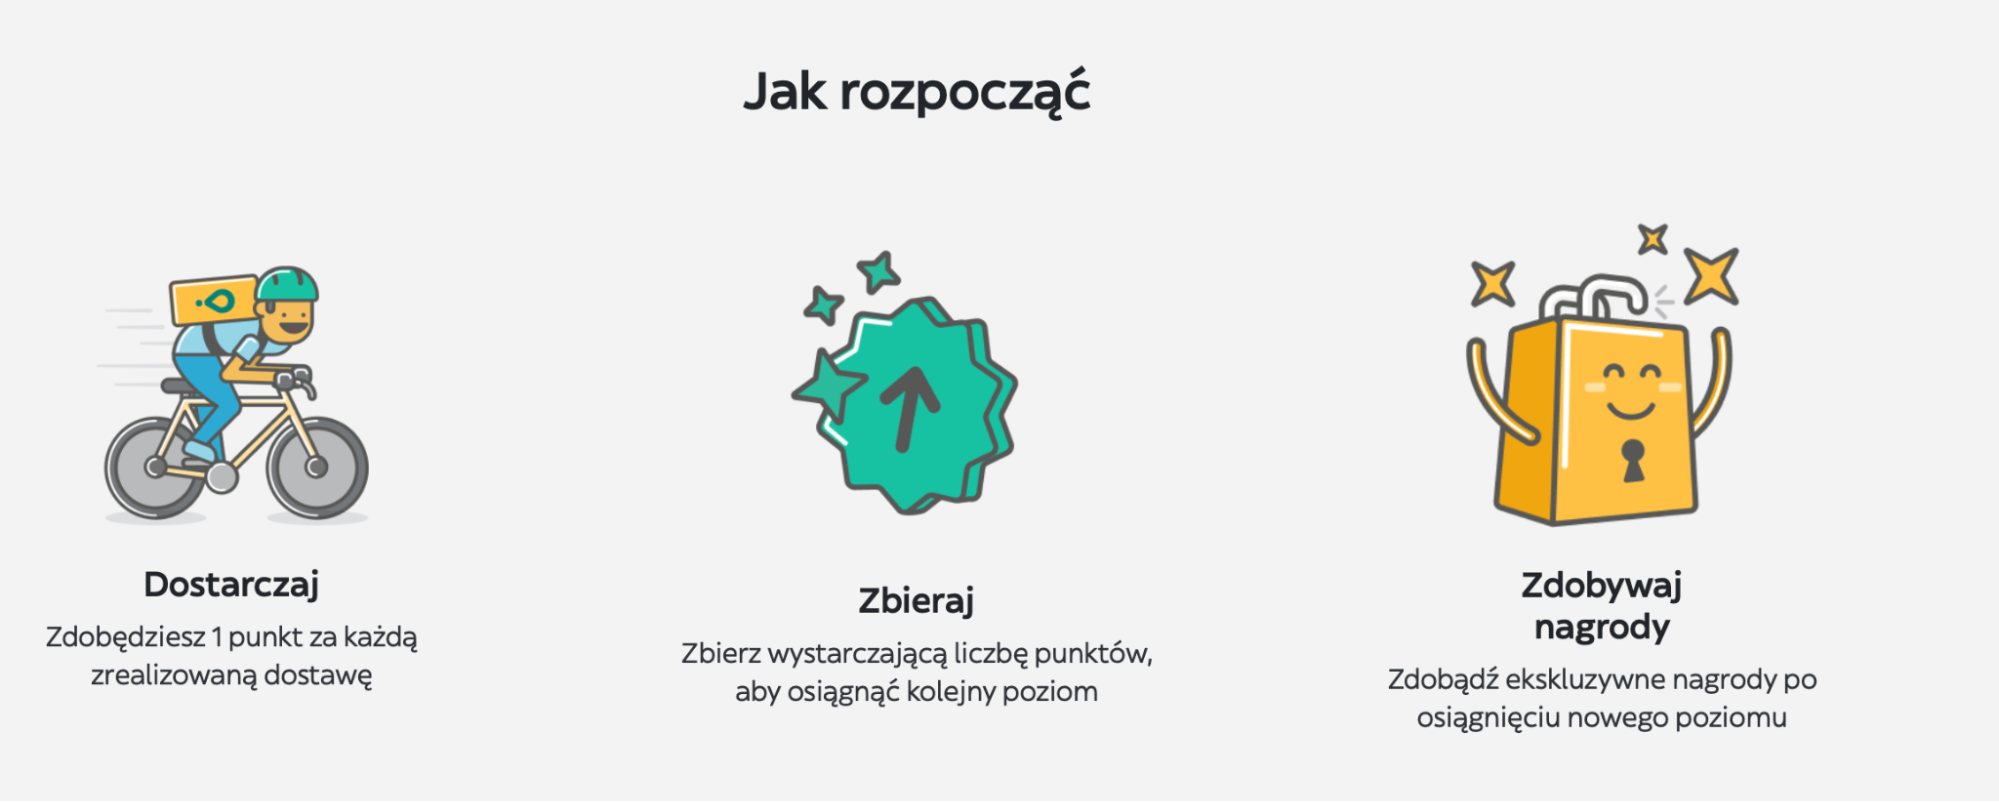 Jak rozpocząć
Dostarczaj
Zdobędziesz 1 punkt za każdą
zrealizowaną dostawę
Zbieraj
Zbierz wystarczającą liczbę punktów,
aby osiągnąć kolejny poziom
Zdobywaj
nagrody
Zdobądź ekskluzywne nagrody po
osiągnięciu nowego poziomu